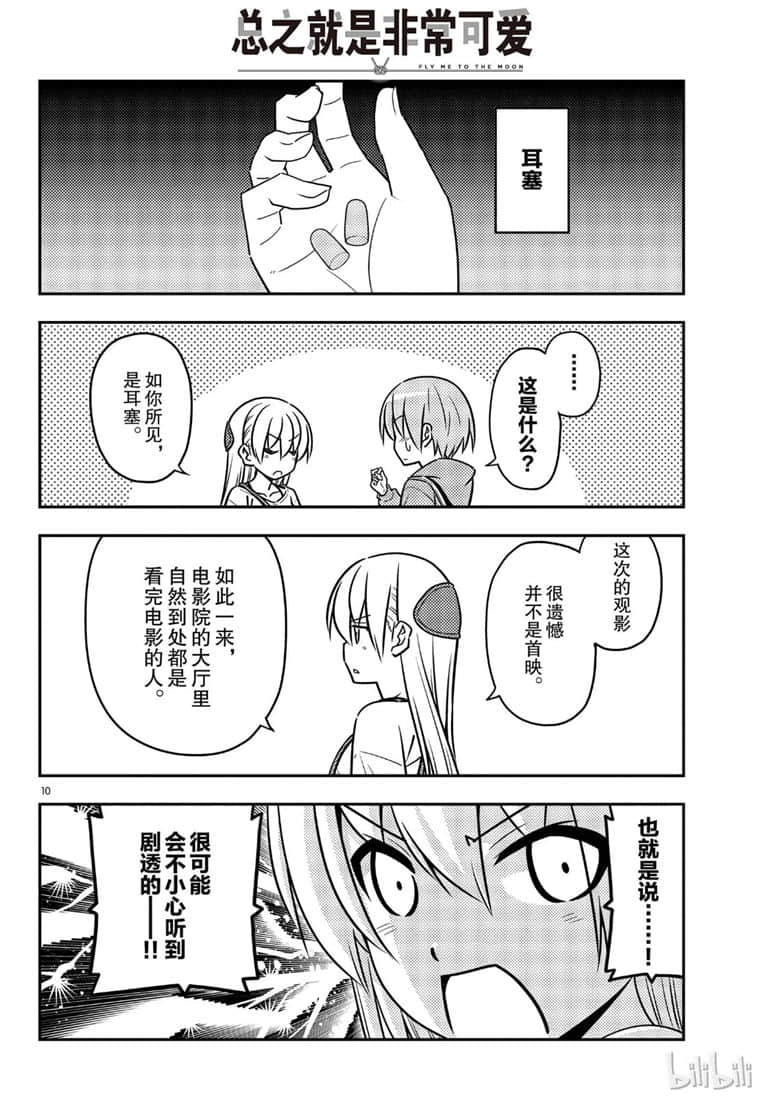 总之就是非常可爱
FLY ME TO THE MOON
耳塞
……
这是什么？
如你所见，
是耳塞。
这次的观影
很遗憾
并不是首映。
如此一来，
电影院的大厅里
自然到处都是
看完电影的人。
10
也就是说……！
很可能
会不小心听到
剧透的——!!
bilibili